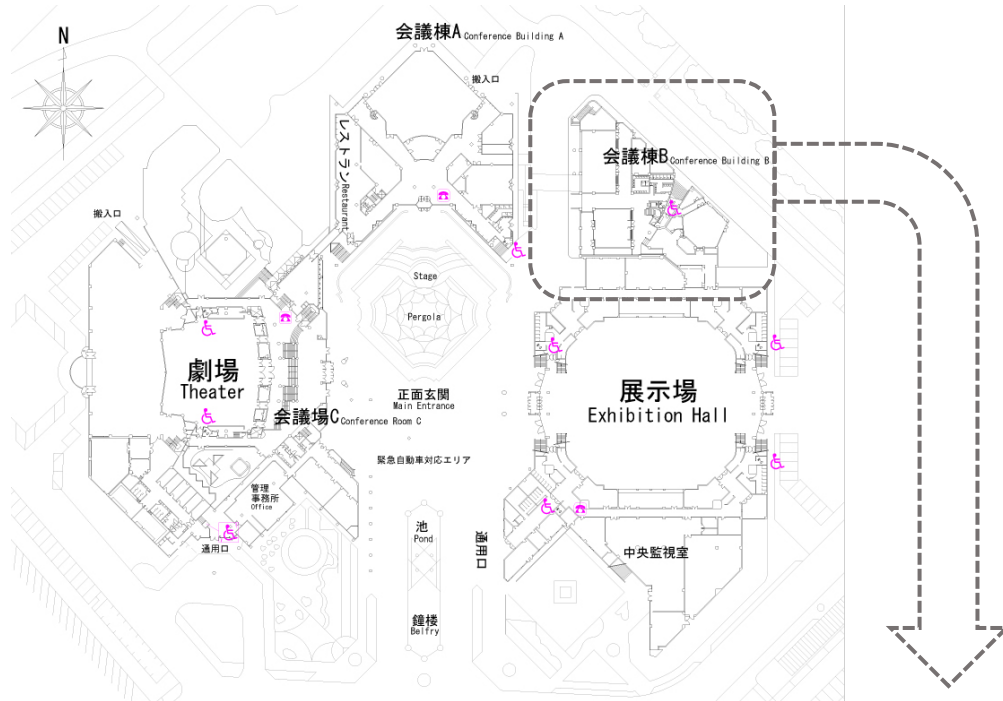 N
会議棟A Conference Building A
搬入口
レストラン Restaurant
会議棟B Conference Building B
搬入口
Stage
Pergola
劇場
Theater
正面玄関
Main Entrance
展示場
Exhibition Hall
会議場C Conference Room C
緊急自動車対応エリア
管理
事務所
Office
通用口
池
Pond
通用口
中央監視室
鐘楼
Belfry